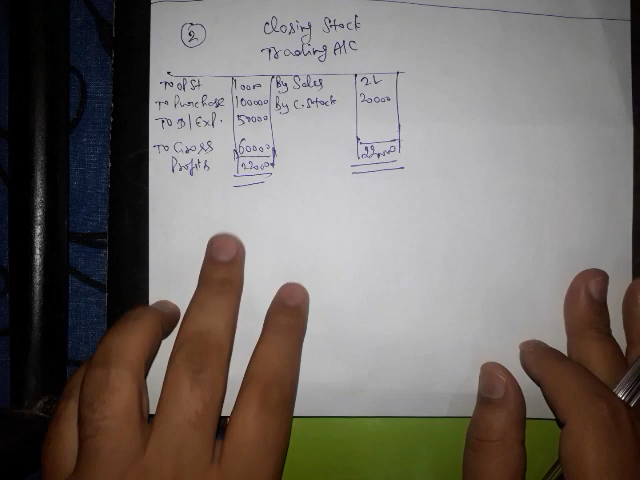 2
Closing Stock
Trading A/C
To op St 10000 By Sales 2L
To Purchase 100000 By C. Stock 20000
To D/Exp. 50000
To Gross 60000 220000
Profits 220000